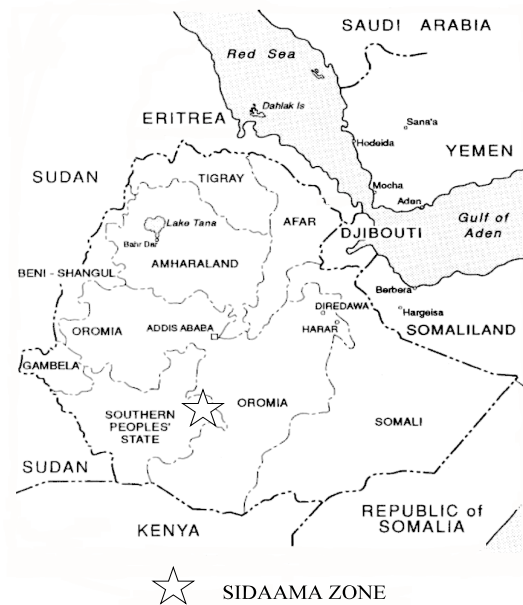 SAUDI ARABIA
Red Sea
Dahlak Is
ERITREA
Sana'a
Hodeida
YEMEN
SUDAN
TIGRAY
Mocha
Aden
Lake Tana
AFAR
Gulf of
Aden
DJIBOUTI
Bahr Dar
AMHARALAND
BENI - SHANGUL
Berbera
DIREDAWA
Hargeisa
OROMIA
ADDIS ABABA
HARAR
SOMALILAND
GAMBELA
OROMIA
SOUTHERN
PEOPLES'
STATE
SOMALI
SUDAN
REPUBLIC of
SOMALIA
KENYA
SIDAAMA ZONE